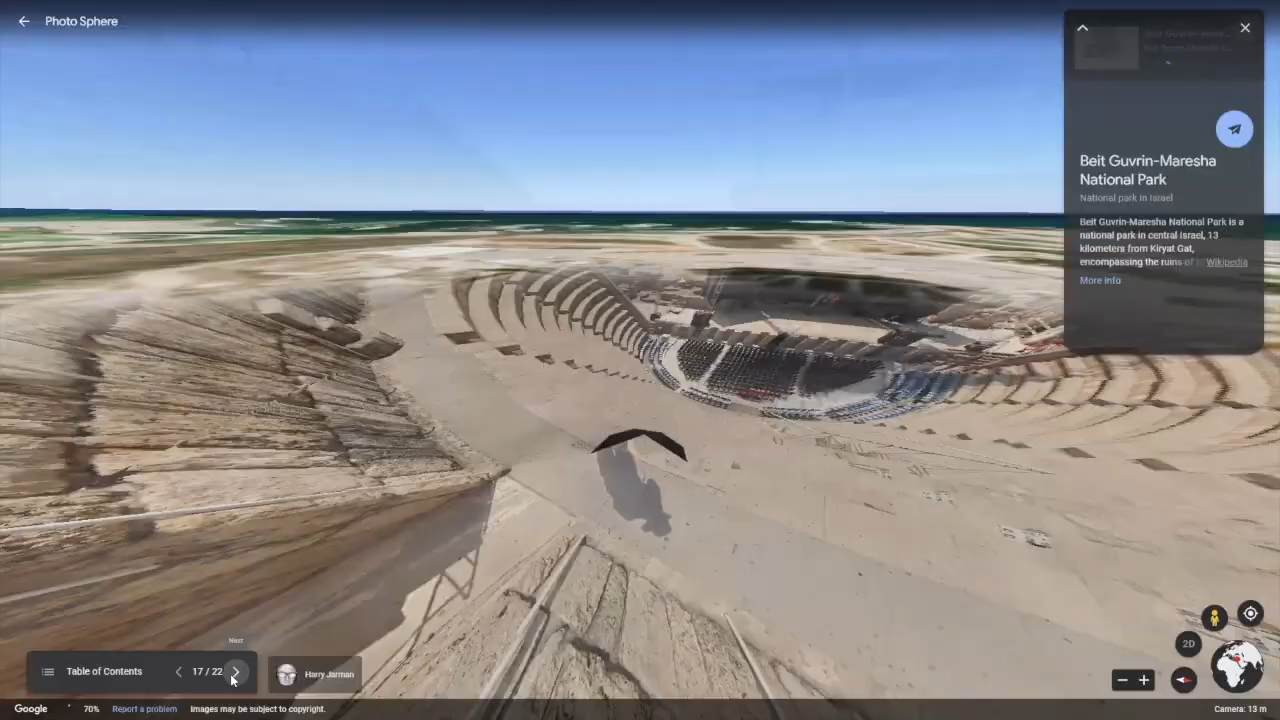 Photo Sphere
Beit Guvrin-Maresha
National Park
National park in Israel
Beit Guvrin-Maresha National Park is a
national park in central Israel, 13
kilometers from Kiryat Gat,
encompassing the ruins of Wikipedia
More info
Next
Table of Contents
17 / 22
Harry Jarman
2D
Google
70%
Report a problem
Images may be subject to copyright.
Camera: 13 m